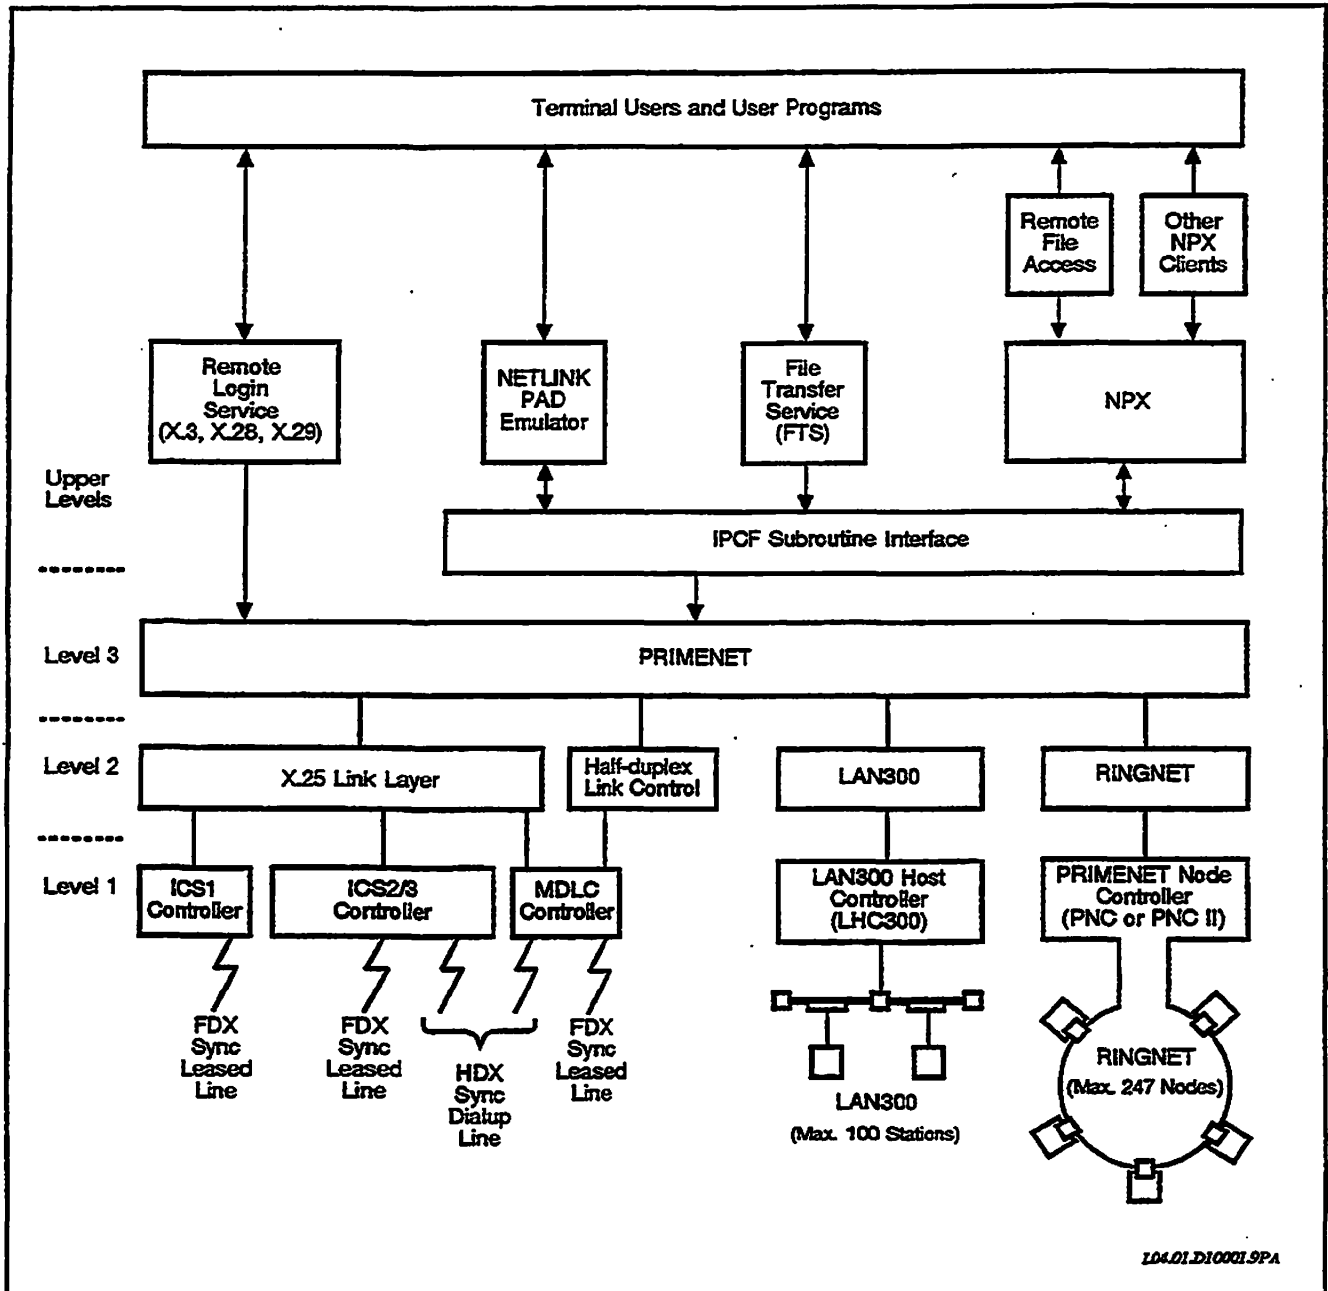 Terminal Users and User Programs
Remote
File
Access
Other
NPX
Clients
Remote
Login
Service
(X.3, X.28, X.29)
NETLINK
PAD
Emulator
File
Transfer
Service
(FTS)
NPX
Upper
Levels
IPCF Subroutine Interface
Level 3
PRIMENET
Level 2
X.25 Link Layer
Half-duplex
Link Control
LAN300
RINGNET
Level 1
ICS1
Controller
ICS2/3
Controller
MDLC
Controller
LAN300 Host
Controller
(LHC300)
PRIMENET Node
Controller
(PNC or PNC II)
FDX
Sync
Leased
Line
FDX
Sync
Leased
Line
HDX
Sync
Dialup
Line
FDX
Sync
Leased
Line
LAN300
(Max. 100 Stations)
RINGNET
(Max. 247 Nodes)
L04.01.D10001.9PA